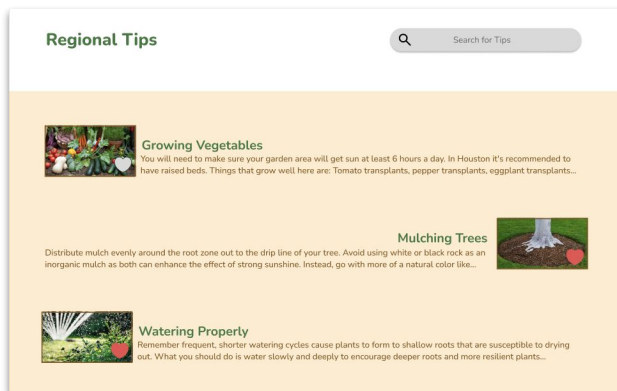 Regional Tips
Search for Tips
Growing Vegetables
You will need to make sure your garden area will get sun at least 6 hours a day. In Houston it's recommended to
have raised beds. Things that grow well here are: Tomato transplants, pepper transplants, eggplant transplants...
Mulching Trees
Distribute mulch evenly around the root zone out to the drip line of your tree. Avoid using white or black rock as an
inorganic mulch as both can enhance the effect of strong sunshine. Instead, go with more of a natural color like...
Watering Properly
Remember frequent, shorter watering cycles cause plants to form to shallow roots that are susceptible to drying
out. What you should do is water slowly and deeply to encourage deeper roots and more resilient plants...